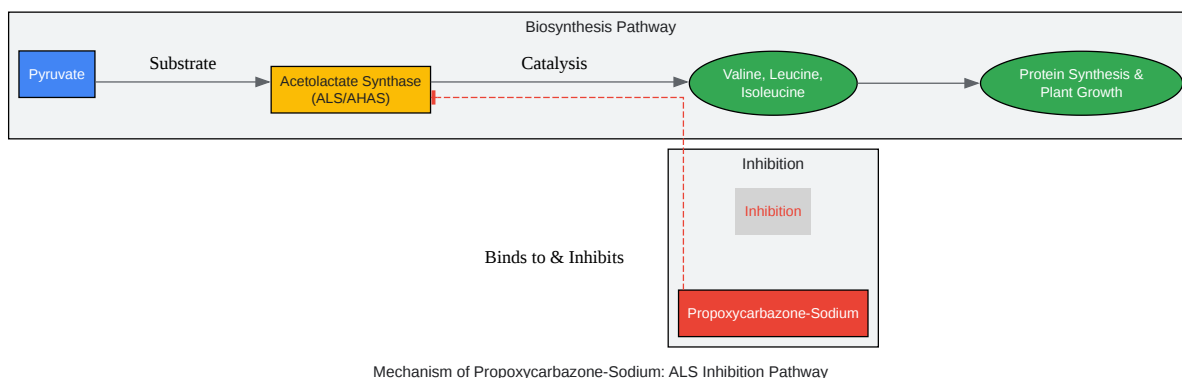 Biosynthesis Pathway
Pyruvate
Substrate
Acetolactate Synthase
(ALS/AHAS)
Catalysis
Valine, Leucine,
Isoleucine
Protein Synthesis &
Plant Growth
Inhibition
Inhibition
Binds to & Inhibits
Propoxycarbazone-Sodium
Mechanism of Propoxycarbazone-Sodium: ALS Inhibition Pathway